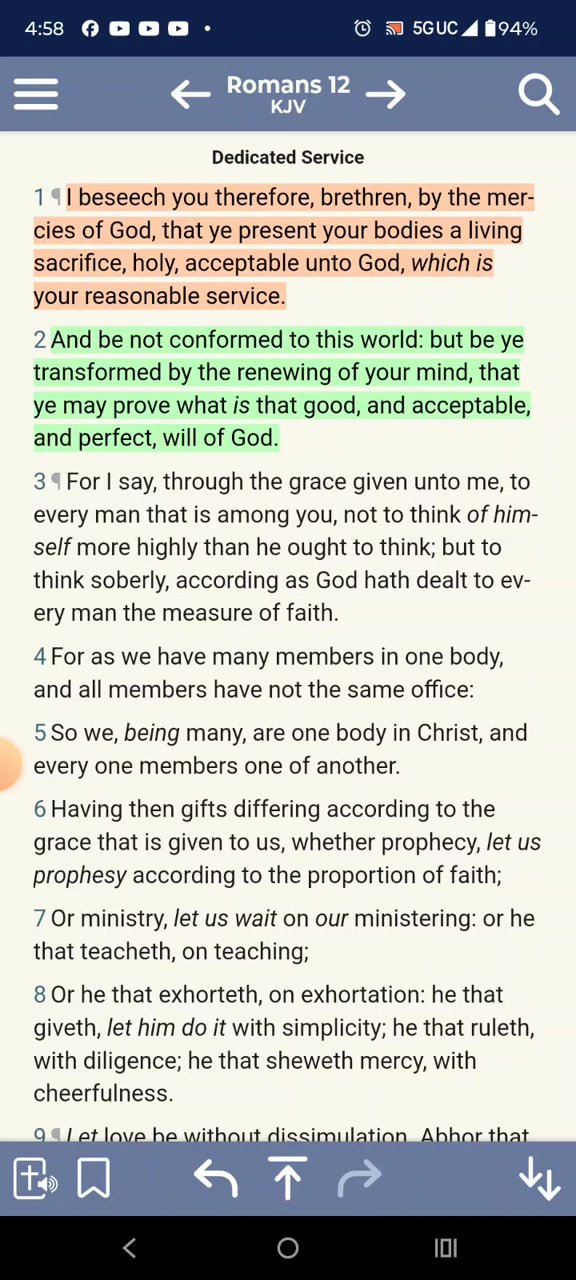 4:58
5GUC 94%
Romans 12
KJV
Dedicated Service
1 ¶ I beseech you therefore, brethren, by the mer-
cies of God, that ye present your bodies a living
sacrifice, holy, acceptable unto God, which is
your reasonable service.
2 And be not conformed to this world: but be ye
transformed by the renewing of your mind, that
ye may prove what is that good, and acceptable,
and perfect, will of God.
3 ¶ For I say, through the grace given unto me, to
every man that is among you, not to think of him-
self more highly than he ought to think; but to
think soberly, according as God hath dealt to ev-
ery man the measure of faith.
4 For as we have many members in one body,
and all members have not the same office:
5 So we, being many, are one body in Christ, and
every one members one of another.
6 Having then gifts differing according to the
grace that is given to us, whether prophecy, let us
prophesy according to the proportion of faith;
7 Or ministry, let us wait on our ministering: or he
that teacheth, on teaching;
8 Or he that exhorteth, on exhortation: he that
giveth, let him do it with simplicity; he that ruleth,
with diligence; he that sheweth mercy, with
cheerfulness.
9 ¶ Let love be without dissimulation. Abhor that